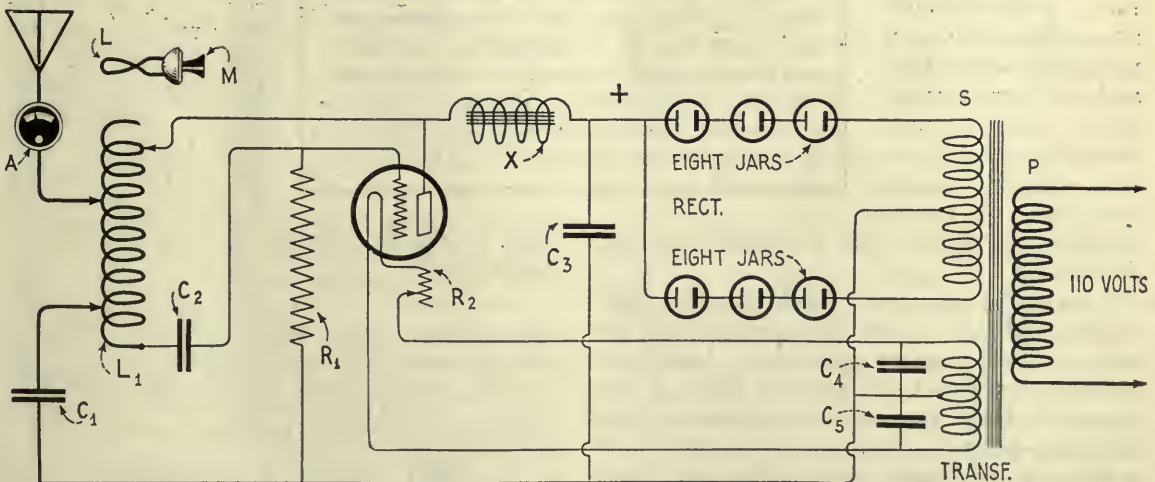 L
M
A
+
S
P
X
EIGHT JARS
RECT.
C3
C2
EIGHT JARS
R2
110 VOLTS
R1
L1
C4
C1
C5
TRANSF.